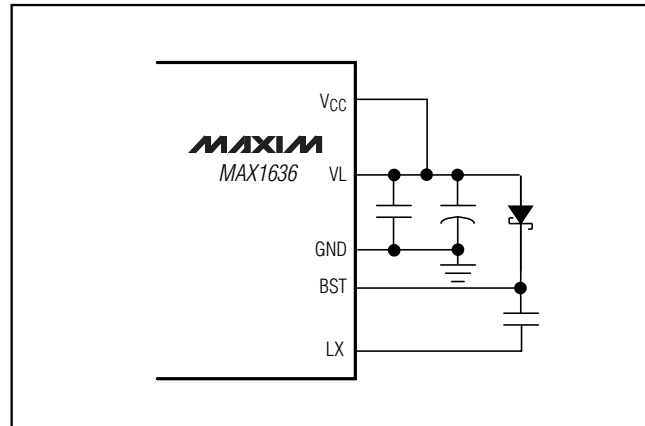 VCC
MAXIM
MAX1636
VL
GND
BST
LX